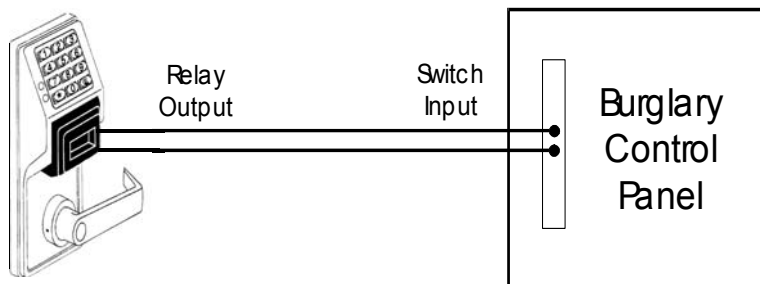 Relay
Output
Switch
Input
Burglary
Control
Panel